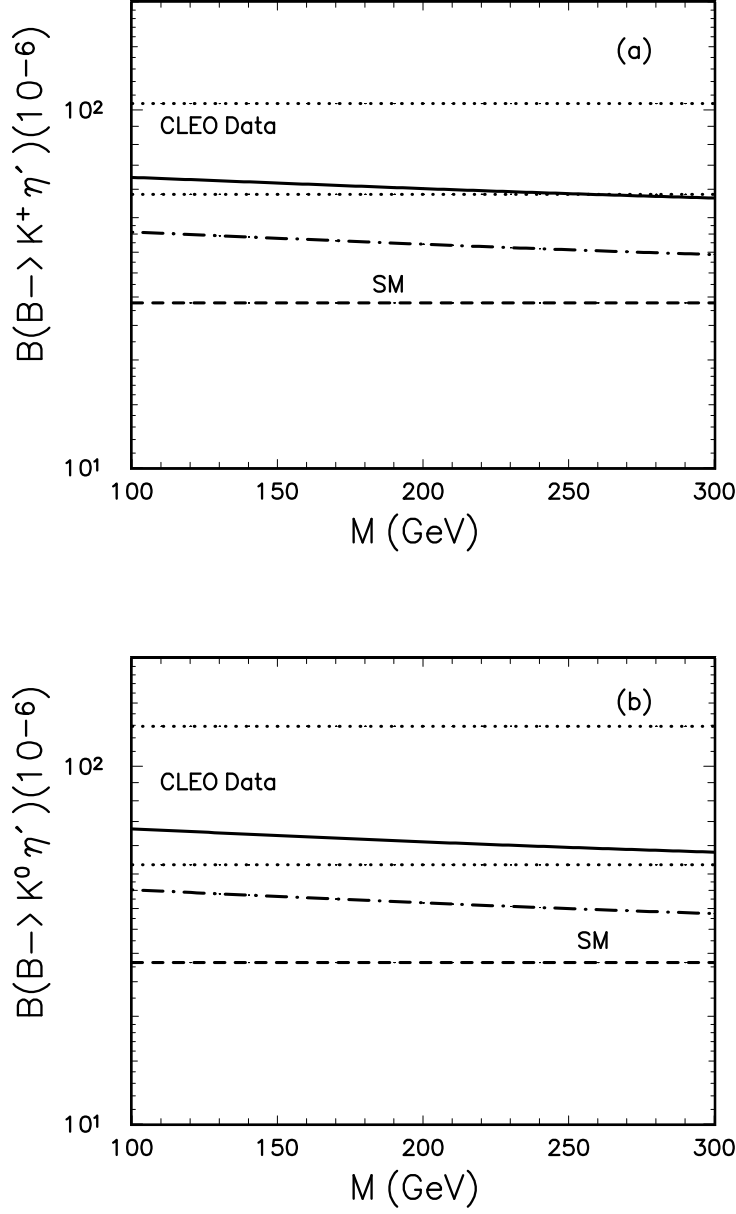 (a)
10²
CLEO Data
B(B−> K⁺ η′ )(10−6)
SM
10¹
100 150 200 250 300
M (GeV)
(b)
10²
CLEO Data
B(B−> K⁰ η′ )(10−6)
SM
10¹
100 150 200 250 300
M (GeV)